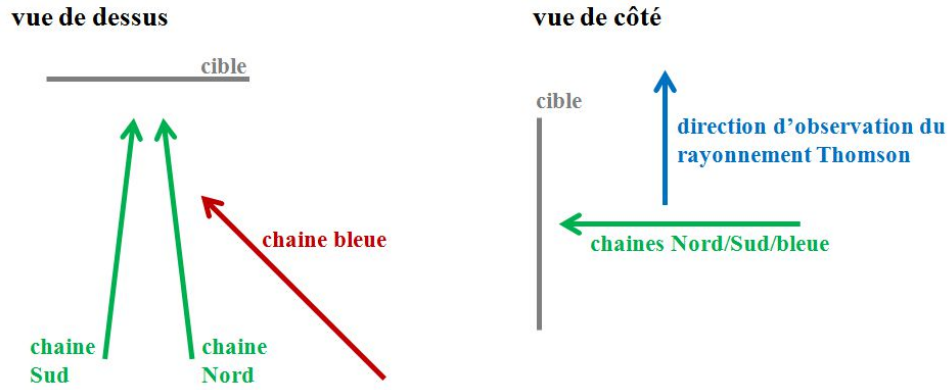 vue de dessus
cible
chaine bleue
chaine
Sud
chaine
Nord
vue de côté
cible
direction d’observation du
rayonnement Thomson
chaines Nord/Sud/bleue